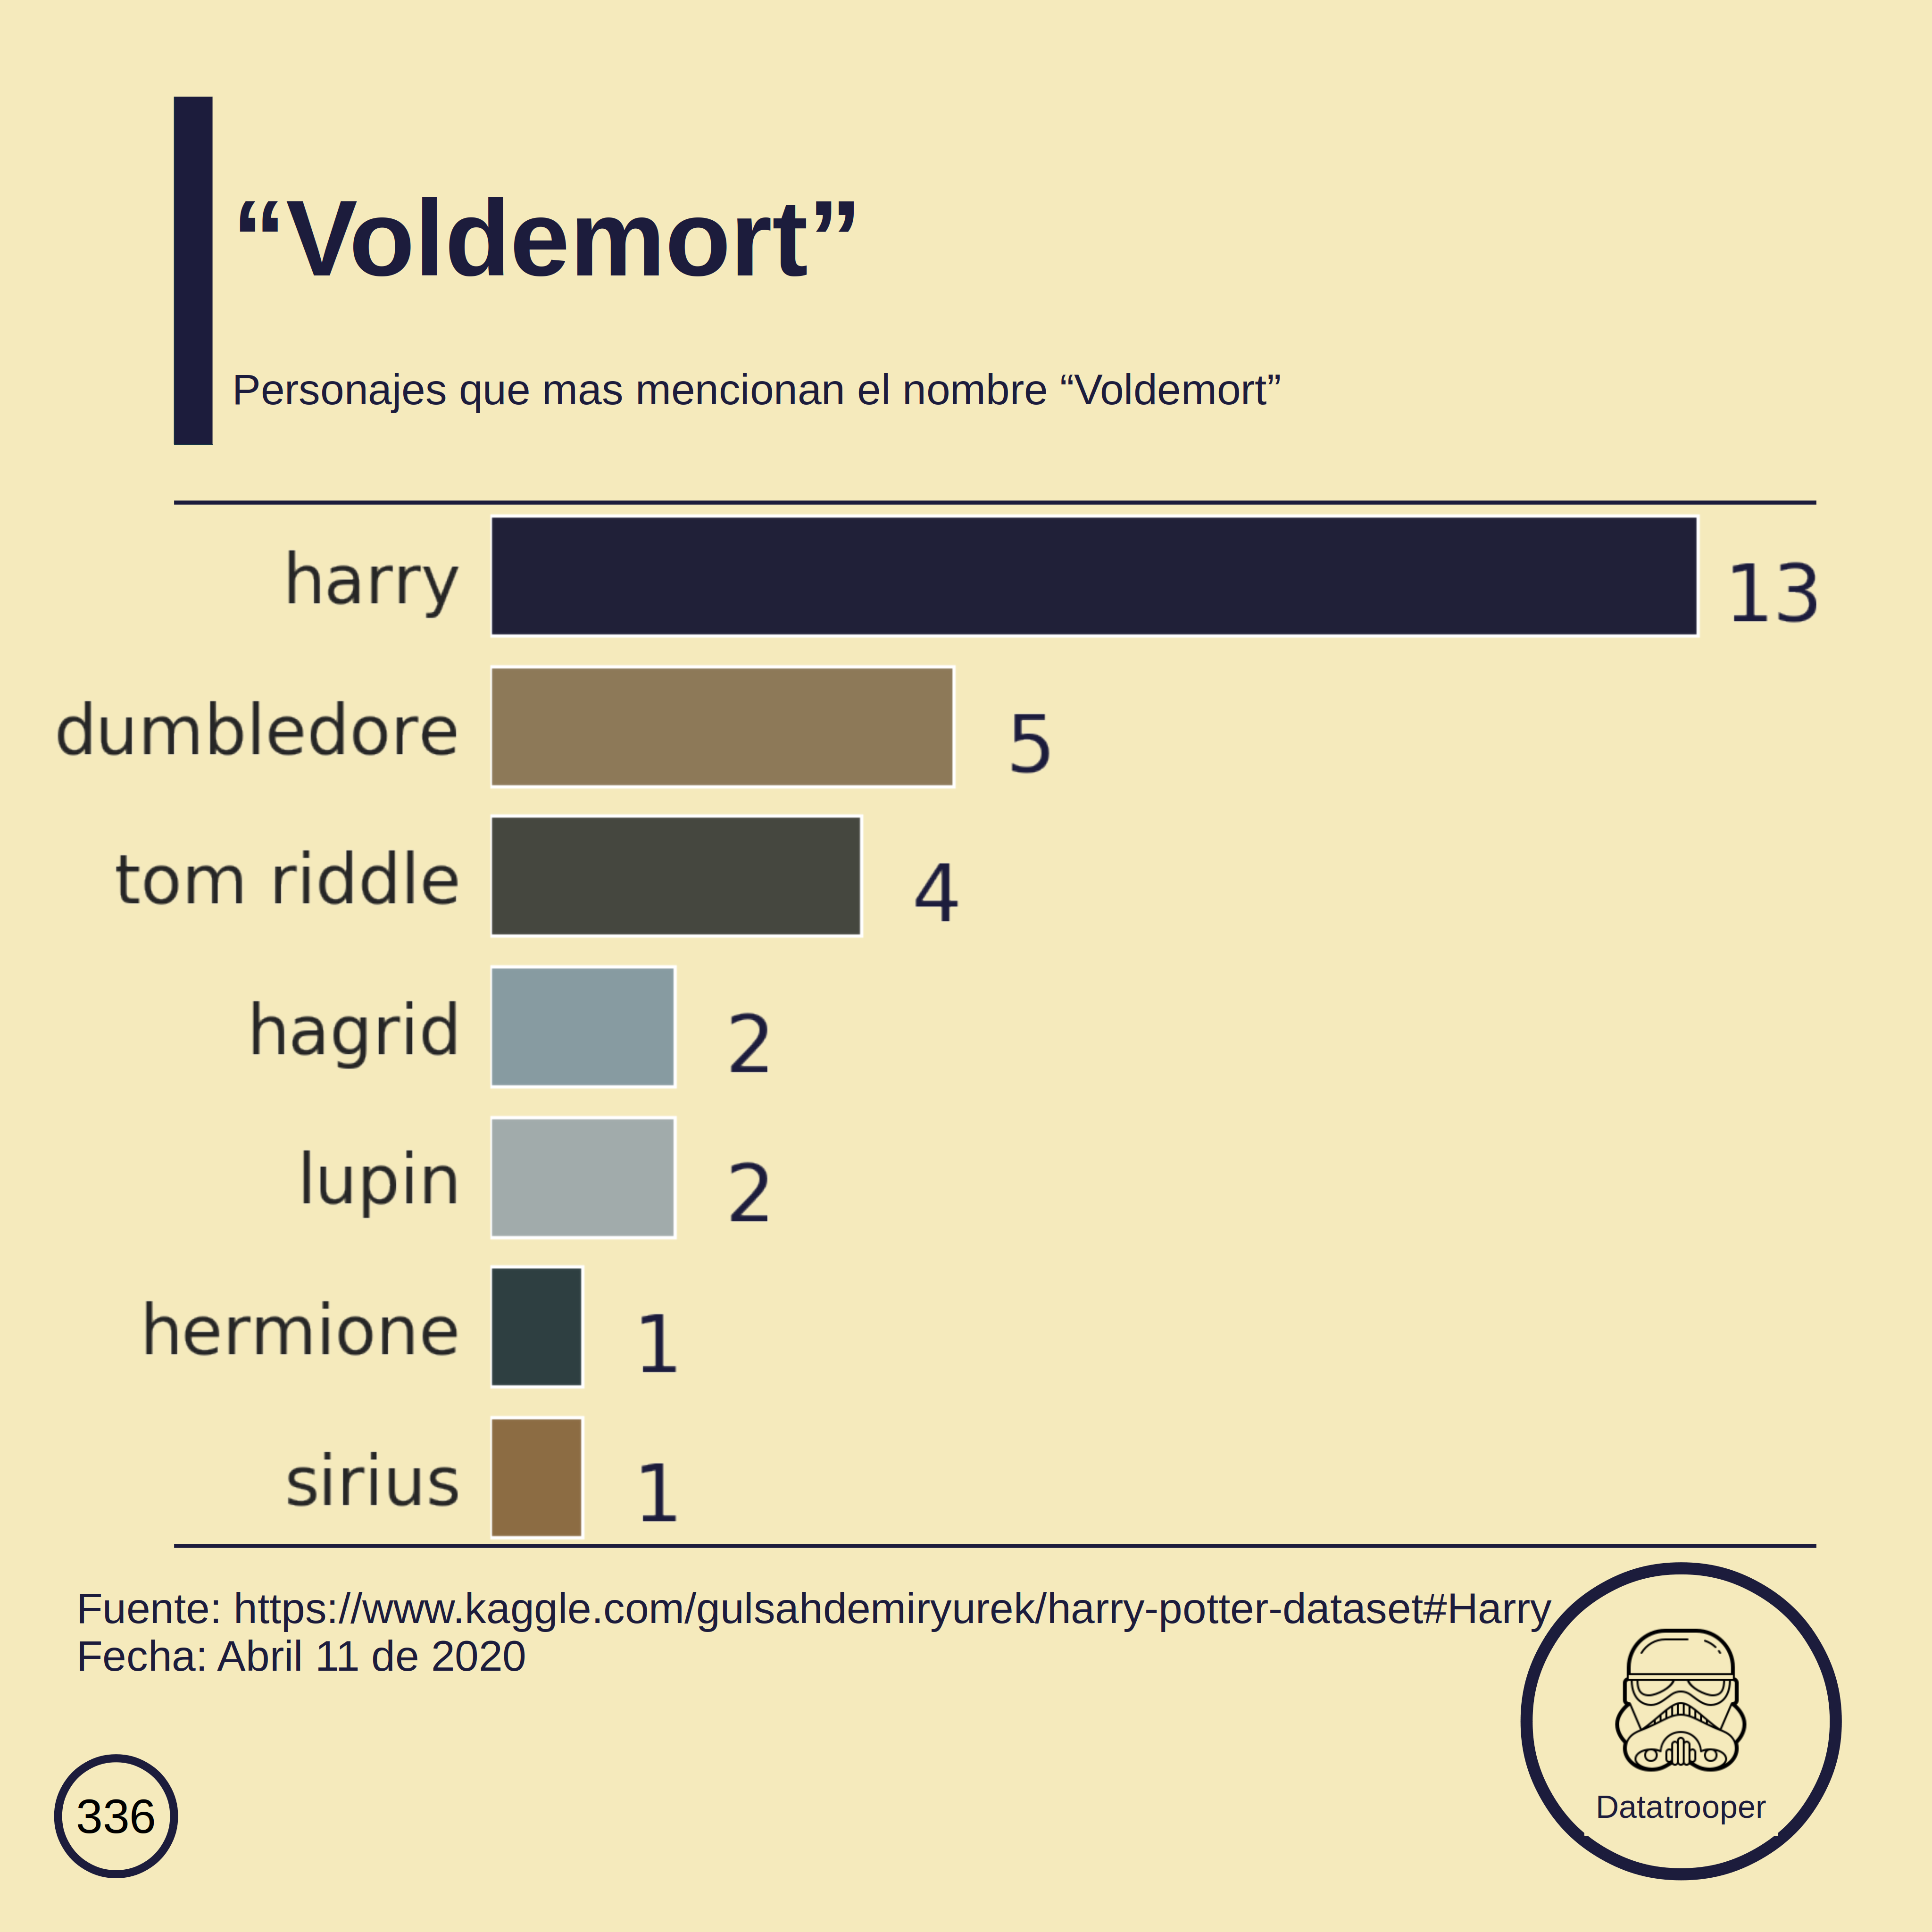 “Voldemort”
Personajes que mas mencionan el nombre “Voldemort”
harry 13
dumbledore 5
tom riddle 4
hagrid 2
lupin 2
hermione 1
sirius 1
Fuente: https://www.kaggle.com/gulsahdemiryurek/harry-potter-dataset#Harry
Fecha: Abril 11 de 2020
336
Datatrooper